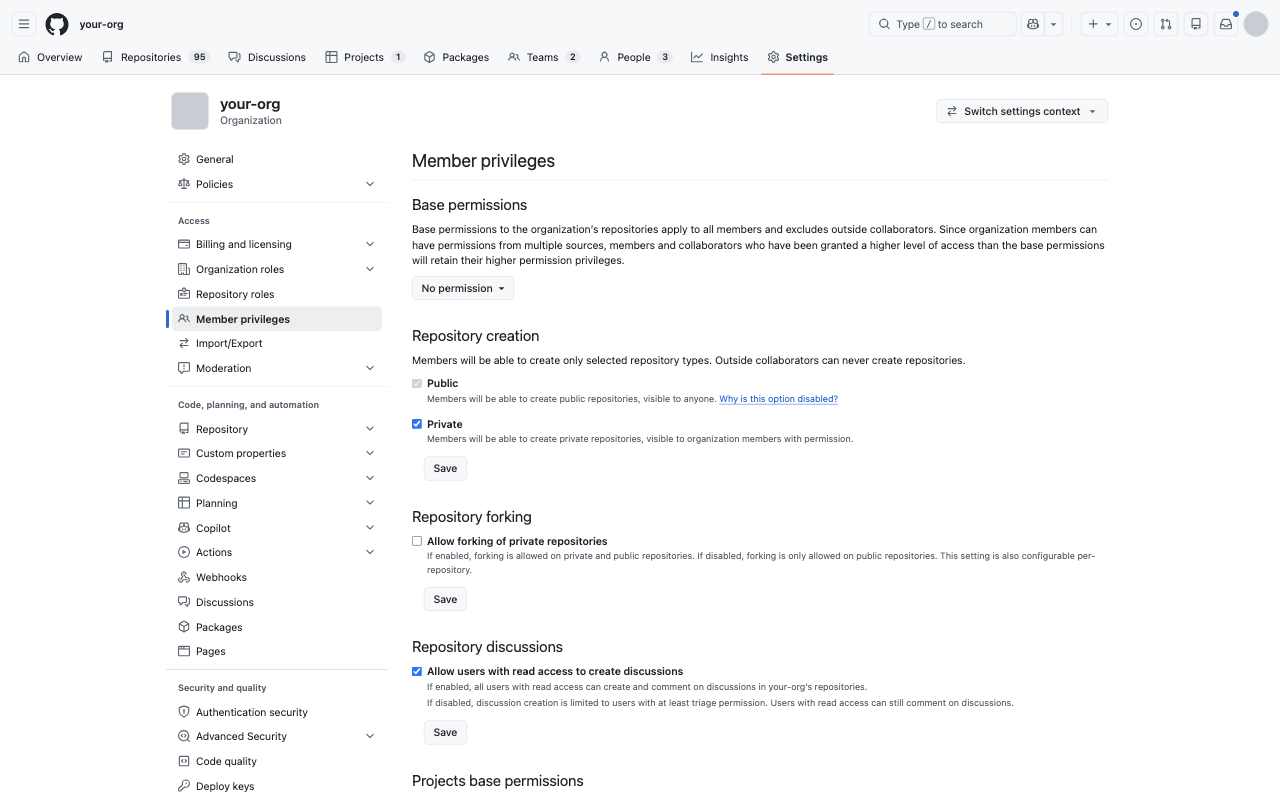 your-org
Type / to search
Overview
Repositories 95
Discussions
Projects 1
Packages
Teams 2
People 3
Insights
Settings
your-org
Organization
Switch settings context
General
Policies
Access
Billing and licensing
Organization roles
Repository roles
Member privileges
Import/Export
Moderation
Code, planning, and automation
Repository
Custom properties
Codespaces
Planning
Copilot
Actions
Webhooks
Discussions
Packages
Pages
Security and quality
Authentication security
Advanced Security
Code quality
Deploy keys
Member privileges
Base permissions
Base permissions to the organization's repositories apply to all members and excludes outside collaborators. Since organization members can
have permissions from multiple sources, members and collaborators who have been granted a higher level of access than the base permissions
will retain their higher permission privileges.
No permission
Repository creation
Members will be able to create only selected repository types. Outside collaborators can never create repositories.
Public
Members will be able to create public repositories, visible to anyone. Why is this option disabled?
Private
Members will be able to create private repositories, visible to organization members with permission.
Save
Repository forking
Allow forking of private repositories
If enabled, forking is allowed on private and public repositories. If disabled, forking is only allowed on public repositories. This setting is also configurable per-
repository.
Save
Repository discussions
Allow users with read access to create discussions
If enabled, all users with read access can create and comment on discussions in your-org's repositories.
If disabled, discussion creation is limited to users with at least triage permission. Users with read access can still comment on discussions.
Save
Projects base permissions